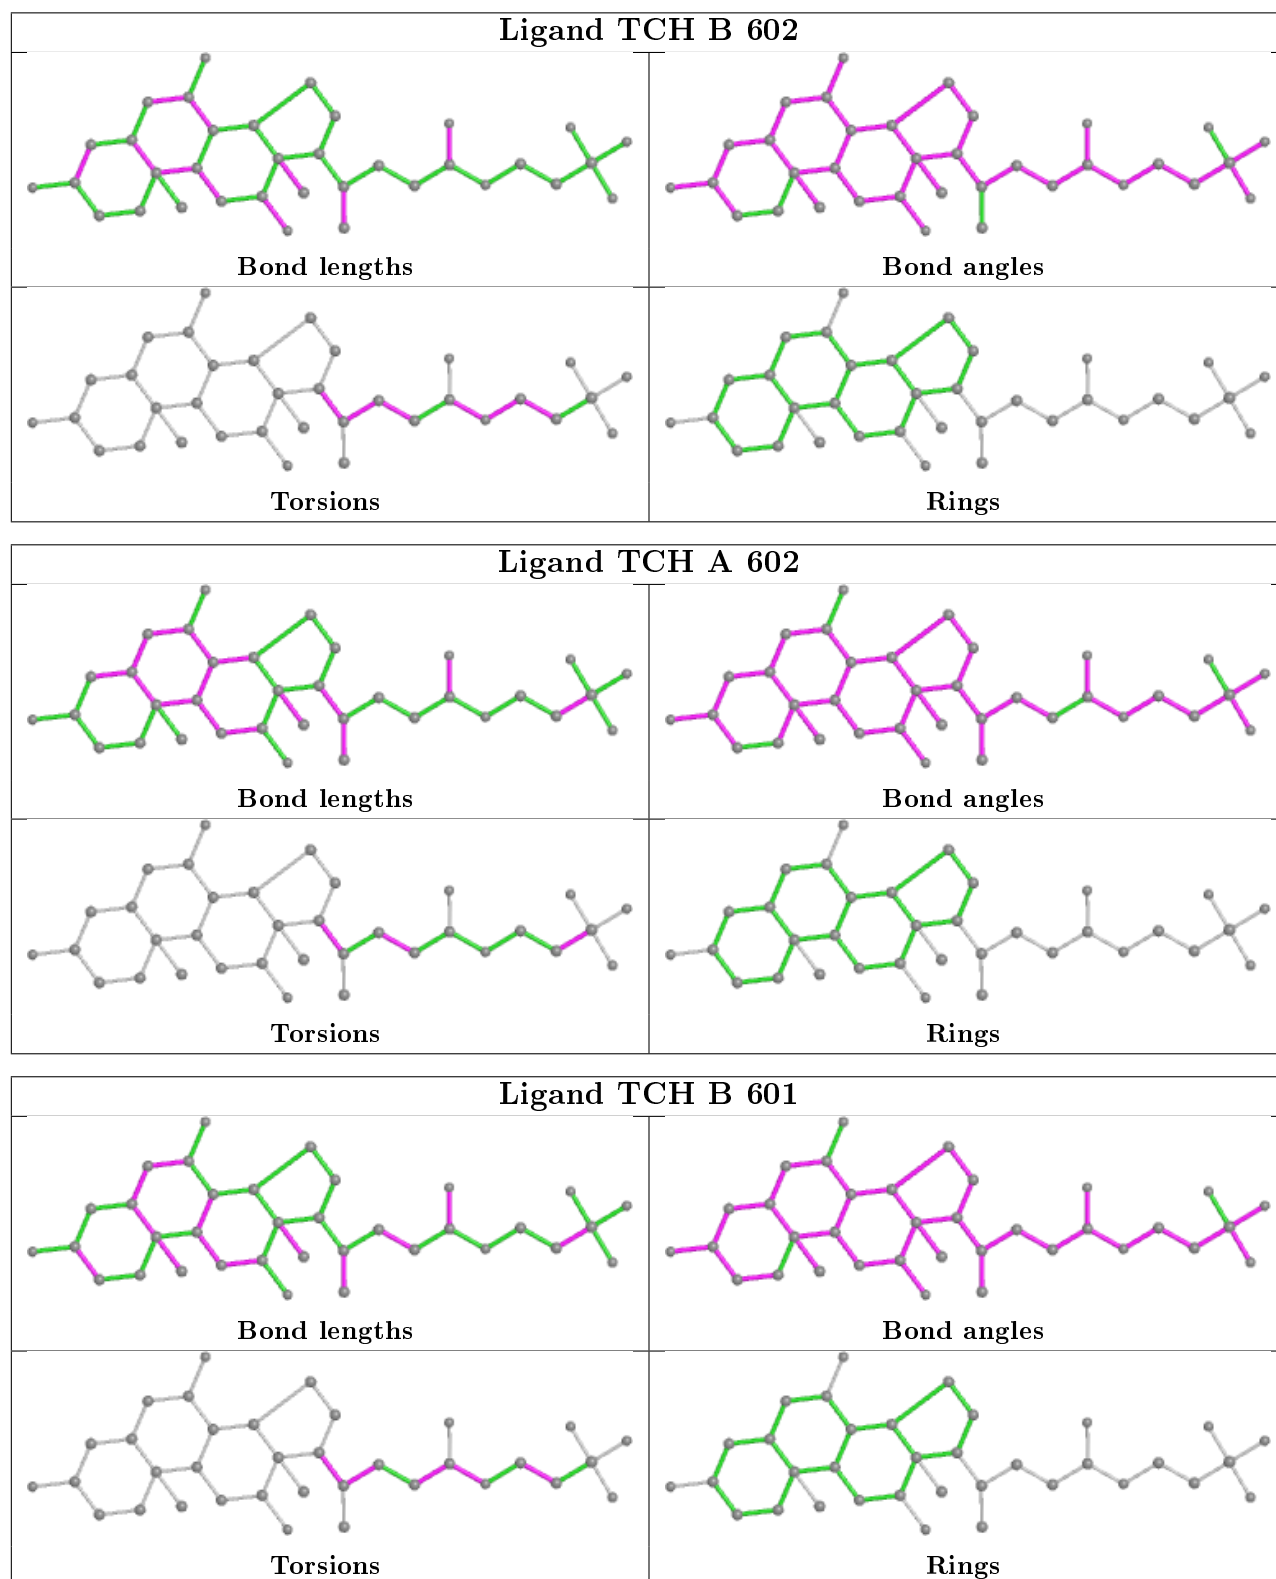 Ligand TCH B 602
Bond lengths
Bond angles
Torsions
Rings
Ligand TCH A 602
Bond lengths
Bond angles
Torsions
Rings
Ligand TCH B 601
Bond lengths
Bond angles
Torsions
Rings